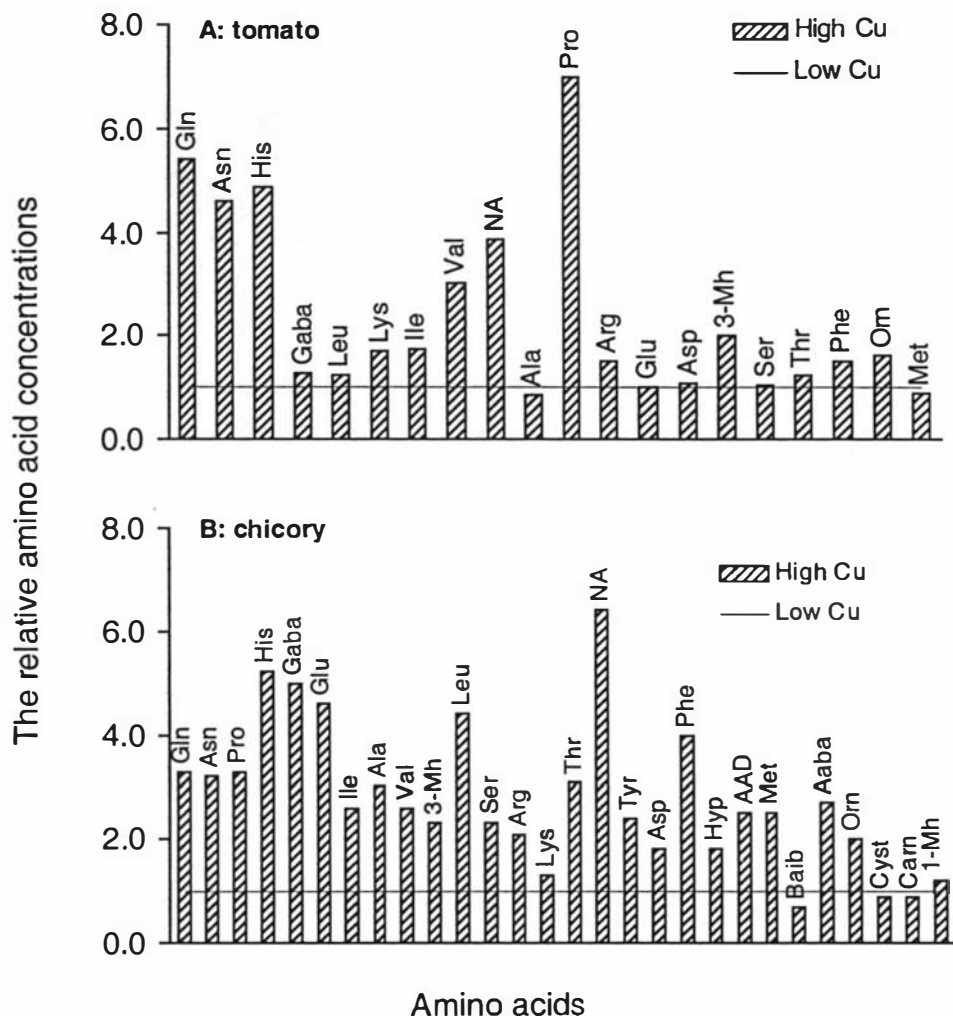 The relative amino acid concentrations
8.0
6.0
4.0
2.0
0.0
A: tomato
High Cu
Low Cu
Gln
Asn
His
Gaba
Leu
Lys
Ile
Val
NA
Ala
Pro
Arg
Glu
Asp
3-Mh
Ser
Thr
Phe
Orn
Met
8.0
6.0
4.0
2.0
0.0
B: chicory
High Cu
Low Cu
Gln
Asn
Pro
His
Gaba
Glu
Ile
Ala
Val
3-Mh
Leu
Ser
Arg
Lys
Thr
NA
Tyr
Asp
Phe
Hyp
AAD
Met
Baib
Aaba
Orn
Cyst
Carn
1-Mh
Amino acids